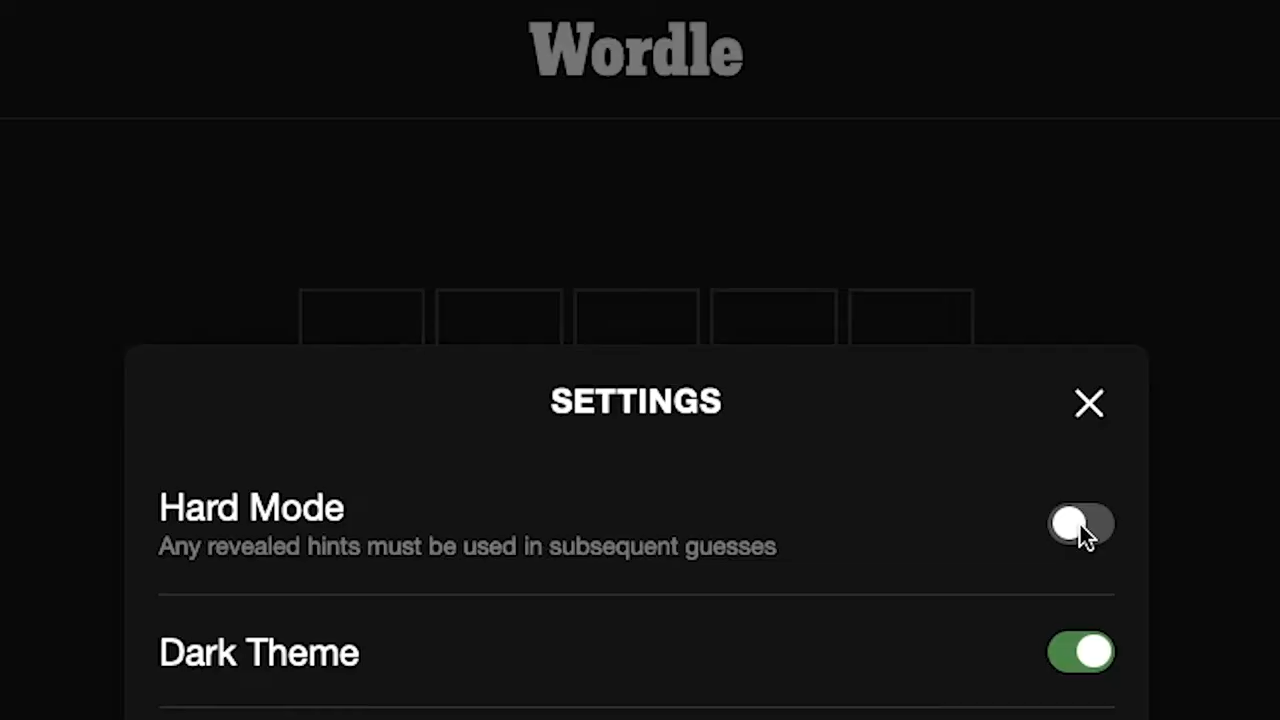 Wordle
SETTINGS
Hard Mode
Any revealed hints must be used in subsequent guesses
Dark Theme